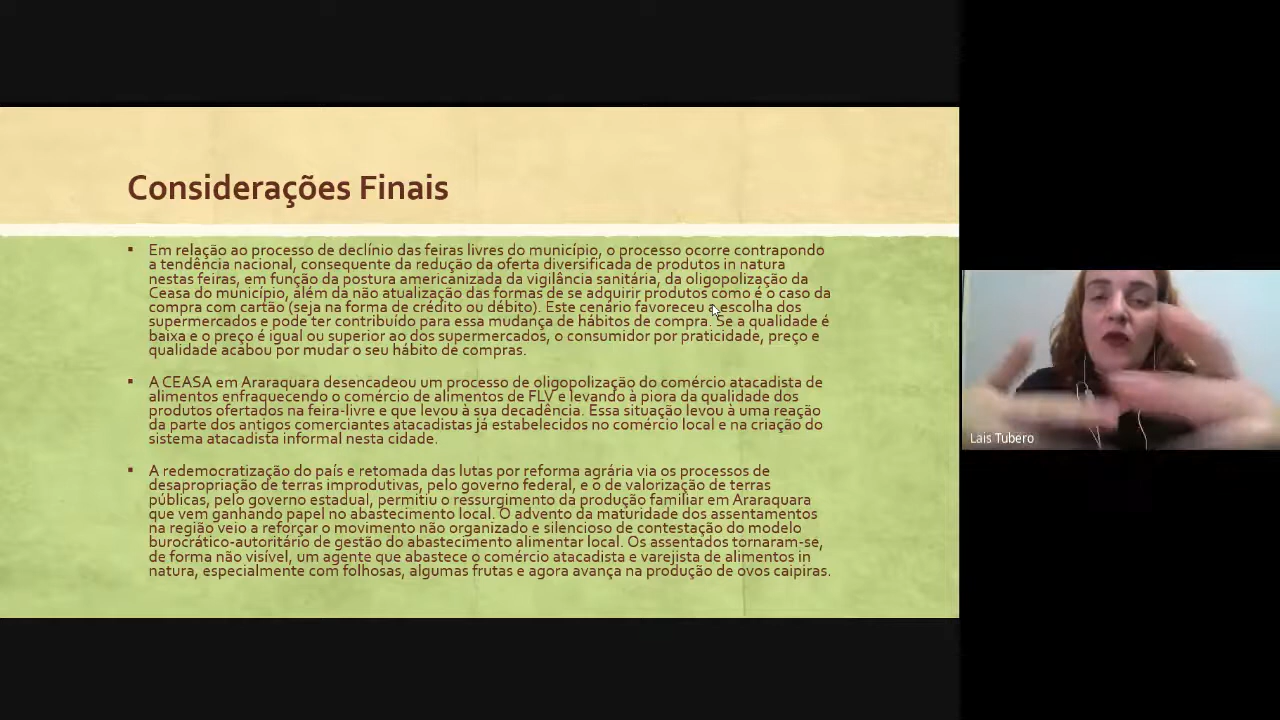 Considerações Finais
▪ Em relação ao processo de declínio das feiras livres do município, o processo ocorre contrapondo
a tendência nacional, consequente da redução da oferta diversificada de produtos in natura
nestas feiras, em função da postura americanizada da vigilância sanitária, da oligopolização da
Ceasa do município, além da não atualização das formas de se adquirir produtos como é o caso da
compra com cartão (seja na forma de crédito ou débito). Este cenário favoreceu a escolha dos
supermercados e pode ter contribuído para essa mudança de hábitos de compra. Se a qualidade é
baixa e o preço é igual ou superior ao dos supermercados, o consumidor por praticidade, preço e
qualidade acabou por mudar o seu hábito de compras.
▪ A CEASA em Araraquara desencadeou um processo de oligopolização do comércio atacadista de
alimentos enfraquecendo o comércio de alimentos de FLV e levando à piora da qualidade dos
produtos ofertados na feira-livre e que levou à sua decadência. Essa situação levou à uma reação
da parte dos antigos comerciantes atacadistas já estabelecidos no comércio local e na criação do
sistema atacadista informal nesta cidade.
▪ A redemocratização do país e retomada das lutas por reforma agrária via os processos de
desapropriação de terras improdutivas, pelo governo federal, e o de valorização de terras
públicas, pelo governo estadual, permitiu o ressurgimento da produção familiar em Araraquara
que vem ganhando papel no abastecimento local. O advento da maturidade dos assentamentos
na região veio a reforçar o movimento não organizado e silencioso de contestação do modelo
burocrático-autoritário de gestão do abastecimento alimentar local. Os assentados tornaram-se,
de forma não visível, um agente que abastece o comércio atacadista e varejista de alimentos in
natura, especialmente com folhosas, algumas frutas e agora avança na produção de ovos caipiras.
Lais Tubero